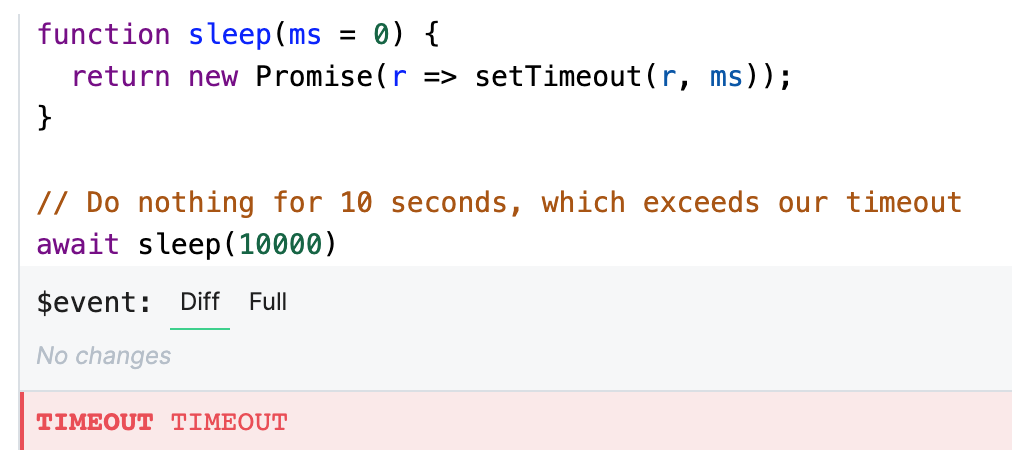 function sleep(ms = 0) {
  return new Promise(r => setTimeout(r, ms));
}
// Do nothing for 10 seconds, which exceeds our timeout
await sleep(10000)
$event: Diff Full
No changes
TIMEOUT TIMEOUT